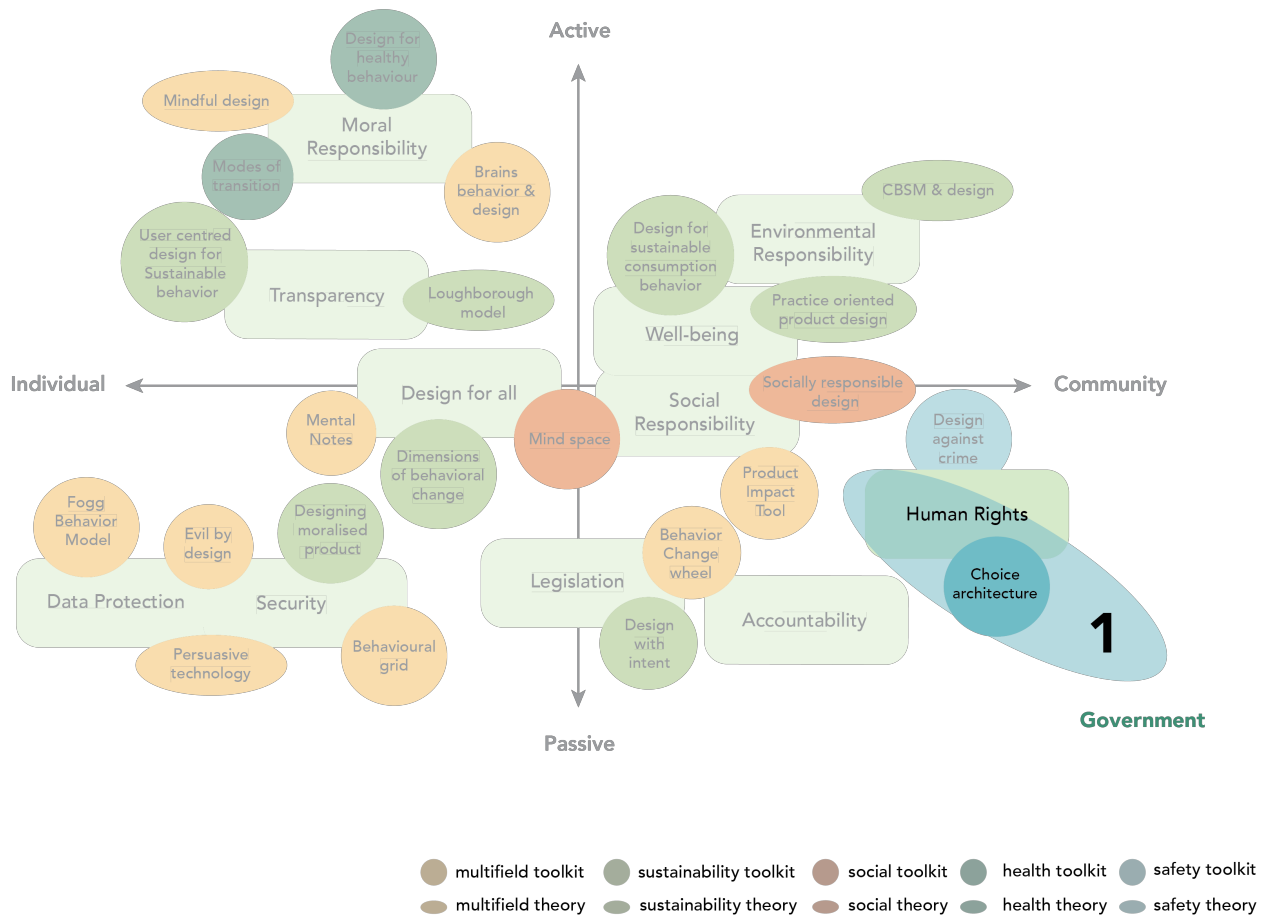 Active
Design for
healthy
behaviour
Mindful design
Moral
Responsibility
Modes of
transition
Brains
behavior &
design
CBSM & design
User centred
design for
Sustainable
behavior
Design for
sustainable
consumption
behavior
Environmental
Responsibility
Transparency
Loughborough
model
Practice oriented
product design
Well-being
Individual
Community
Design for all
Social
Responsibility
Socially responsible
design
Mental
Notes
Mind space
Design
against
crime
Dimensions
of behavioral
change
Product
Impact
Tool
Fogg
Behavior
Model
Evil by
design
Designing
moralised
product
Human Rights
Behavior
Change
wheel
Choice
architecture
Legislation
Data Protection
Security
Accountability
1
Design
with
intent
Persuasive
technology
Behavioural
grid
Government
Passive
multifield toolkit
sustainability toolkit
social toolkit
health toolkit
safety toolkit
multifield theory
sustainability theory
social theory
health theory
safety theory